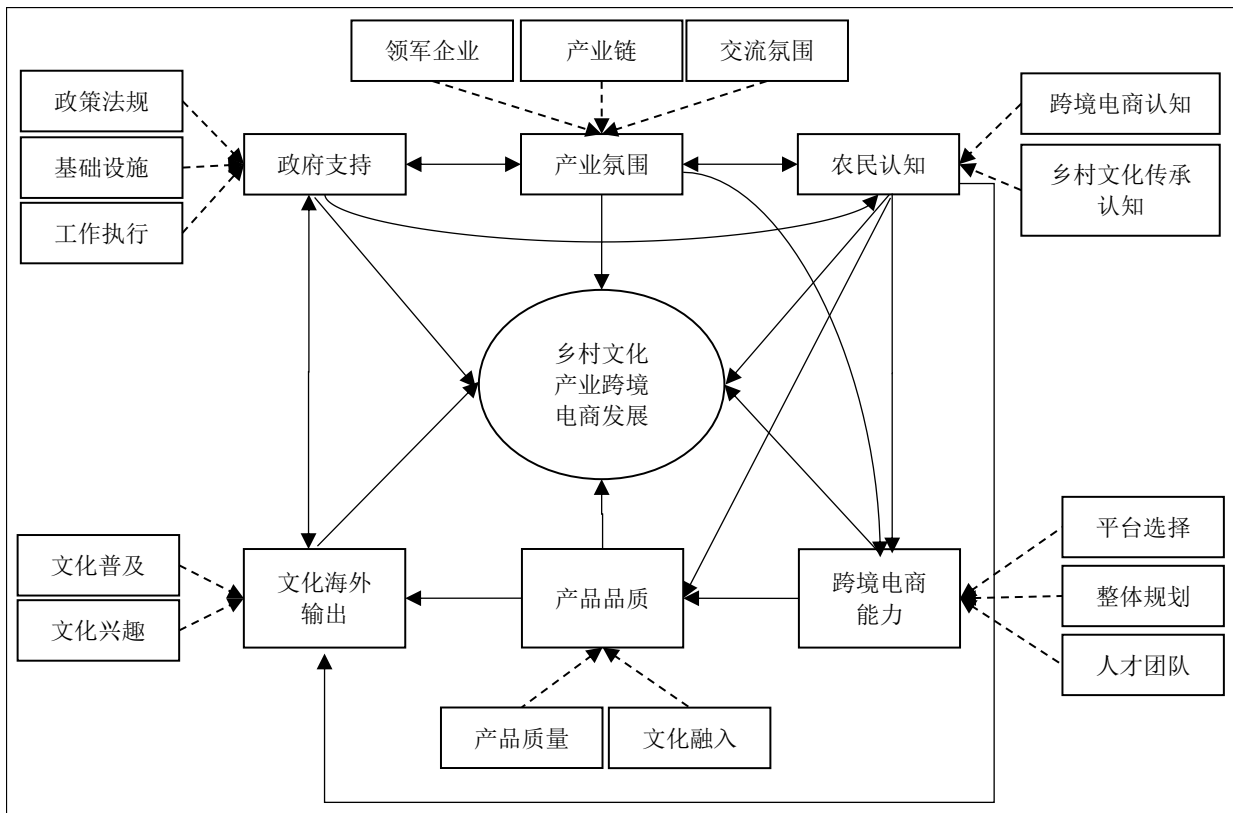 领军企业
产业链
交流氛围
政策法规
基础设施
工作执行
政府支持
产业氛围
农民认知
跨境电商认知
乡村文化传承
认知
乡村文化
产业跨境
电商发展
文化普及
文化兴趣
文化海外
输出
产品品质
跨境电商
能力
平台选择
整体规划
人才团队
产品质量
文化融入